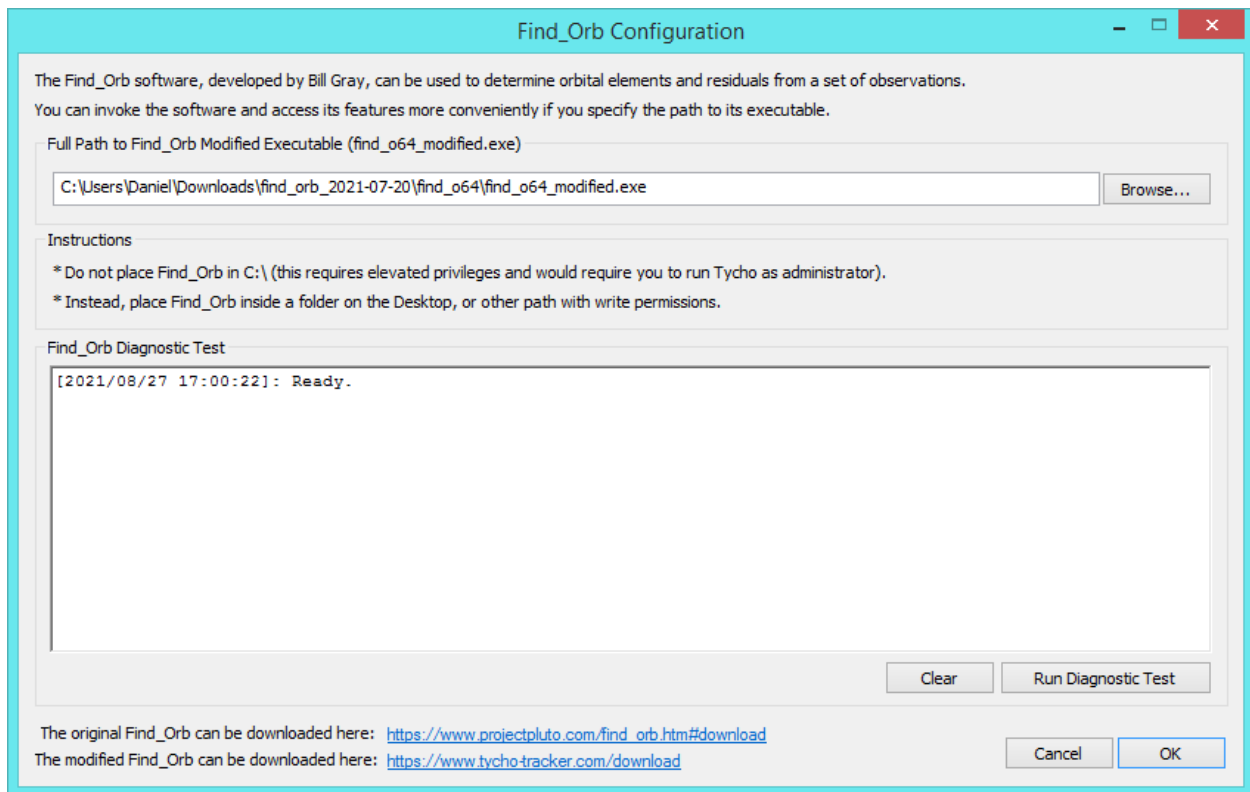 Find_Orb Configuration
The Find_Orb software, developed by Bill Gray, can be used to determine orbital elements and residuals from a set of observations.
You can invoke the software and access its features more conveniently if you specify the path to its executable.
Full Path to Find_Orb Modified Executable (find_o64_modified.exe)
C:\Users\Daniel\Downloads\find_orb_2021-07-20\find_o64\find_o64_modified.exe
Browse...
Instructions
* Do not place Find_Orb in C:\ (this requires elevated privileges and would require you to run Tycho as administrator).
* Instead, place Find_Orb inside a folder on the Desktop, or other path with write permissions.
Find_Orb Diagnostic Test
[2021/08/27 17:00:22]: Ready.
Clear
Run Diagnostic Test
The original Find_Orb can be downloaded here: https://www.projectpluto.com/find_orb.htm#download
The modified Find_Orb can be downloaded here: https://www.tycho-tracker.com/download
Cancel
OK